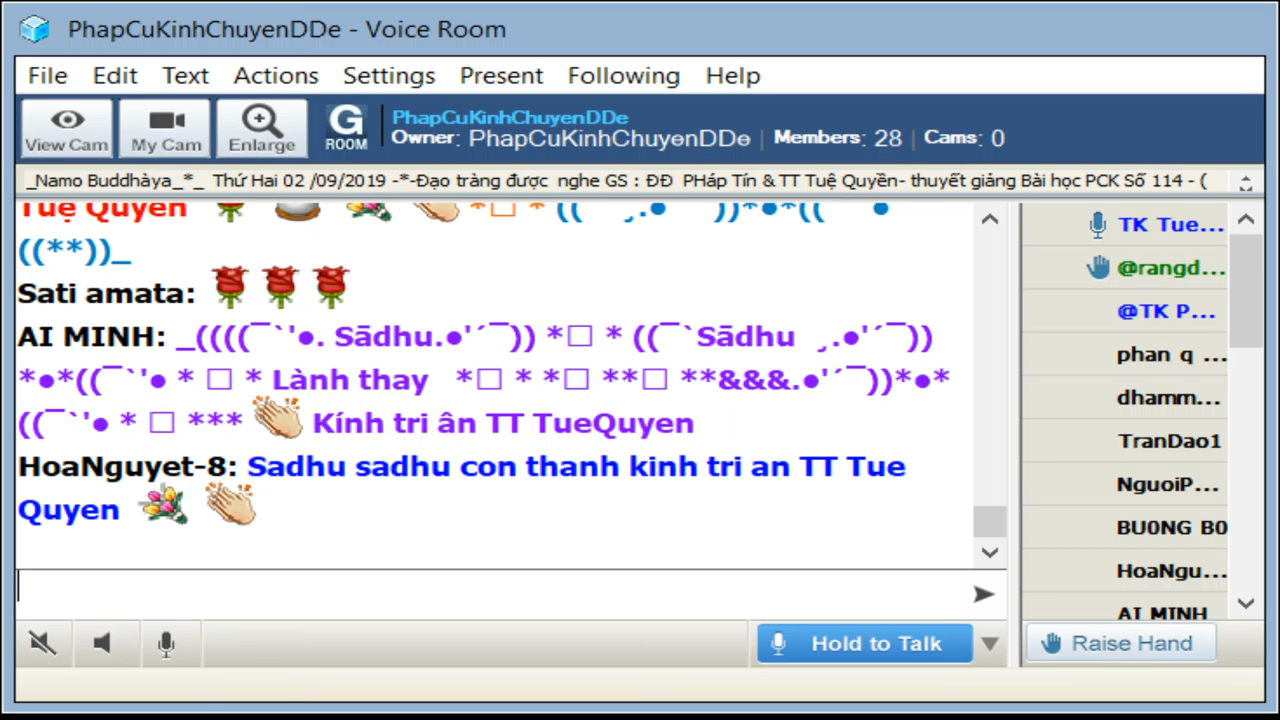 PhapCuKinhChuyenDDe - Voice Room
File Edit Text Actions Settings Present Following Help
View Cam My Cam Enlarge G ROOM
PhapCuKinhChuyenDDe
Owner: PhapCuKinhChuyenDDe | Members: 28 | Cams: 0
_Namo Buddhàya_*_ Thứ Hai 02 /09/2019 -*-Đạo tràng được nghe GS : ĐĐ PHáp Tín & TT Tuệ Quyền- thuyết giảng Bài học PCK Số 114 - (
Tuệ Quyền *□ * ((¯ ¸.●¯ ))*●*((¯ ●
((**))_
Sati amata:
AI MINH: _((((¯`'●. Sādhu.●'´¯)) *□ * ((¯`Sādhu ¸.●'´¯))
*●*((¯`'● * □ * Lành thay *□ * *□ **□ **&&&.●'´¯))*●*
((¯`'● * □ *** Kính tri ân TT TueQuyen
HoaNguyet-8: Sadhu sadhu con thanh kinh tri an TT Tue
Quyen
TK Tue...
@rangd...
@TK P...
phan q ...
dhamm...
TranDao1
NguoiP...
BU0NG B0
HoaNgu...
AI MINH
Hold to Talk
Raise Hand